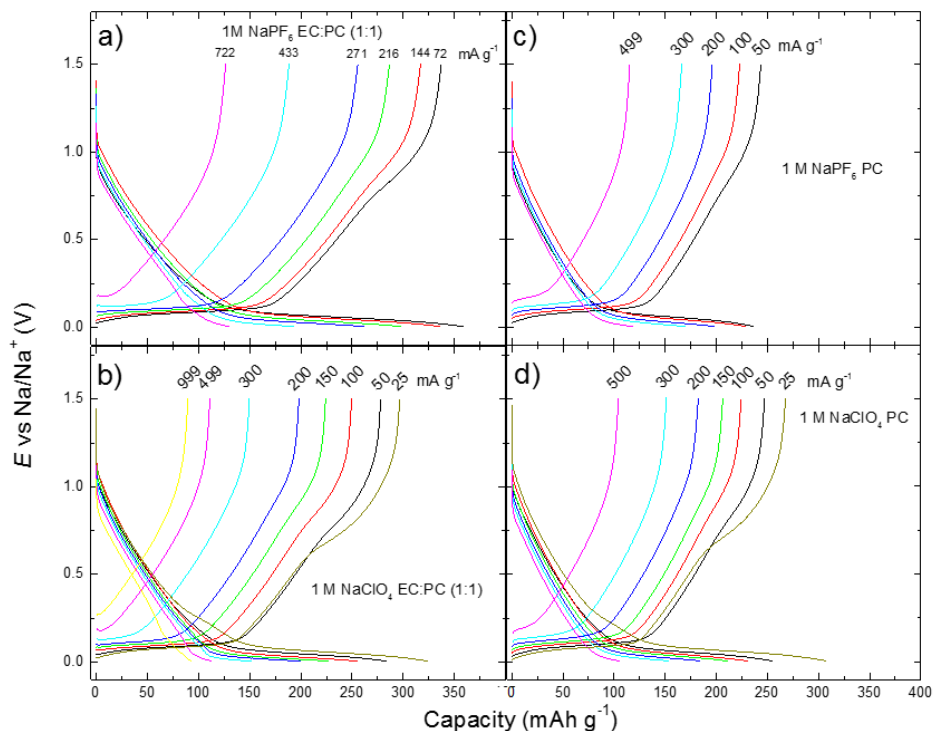 a)
1M NaPF₆ EC:PC (1:1)
722 433 271 216 144 72 mA g⁻¹
c)
499 300 200 100 50
1 M NaPF₆ PC
1.5
1.0
0.5
0.0
b)
999 499 300 200 150 100 50 25 mA g⁻¹
1 M NaClO₄ EC:PC (1:1)
d)
500 300 200 150 100 50 25 mA g⁻¹
1 M NaClO₄ PC
1.5
1.0
0.5
0.0
E vs Na/Na⁺ (V)
0 50 100 150 200 250 300 350 0 50 100 150 200 250 300 350 400
Capacity (mAh g⁻¹)